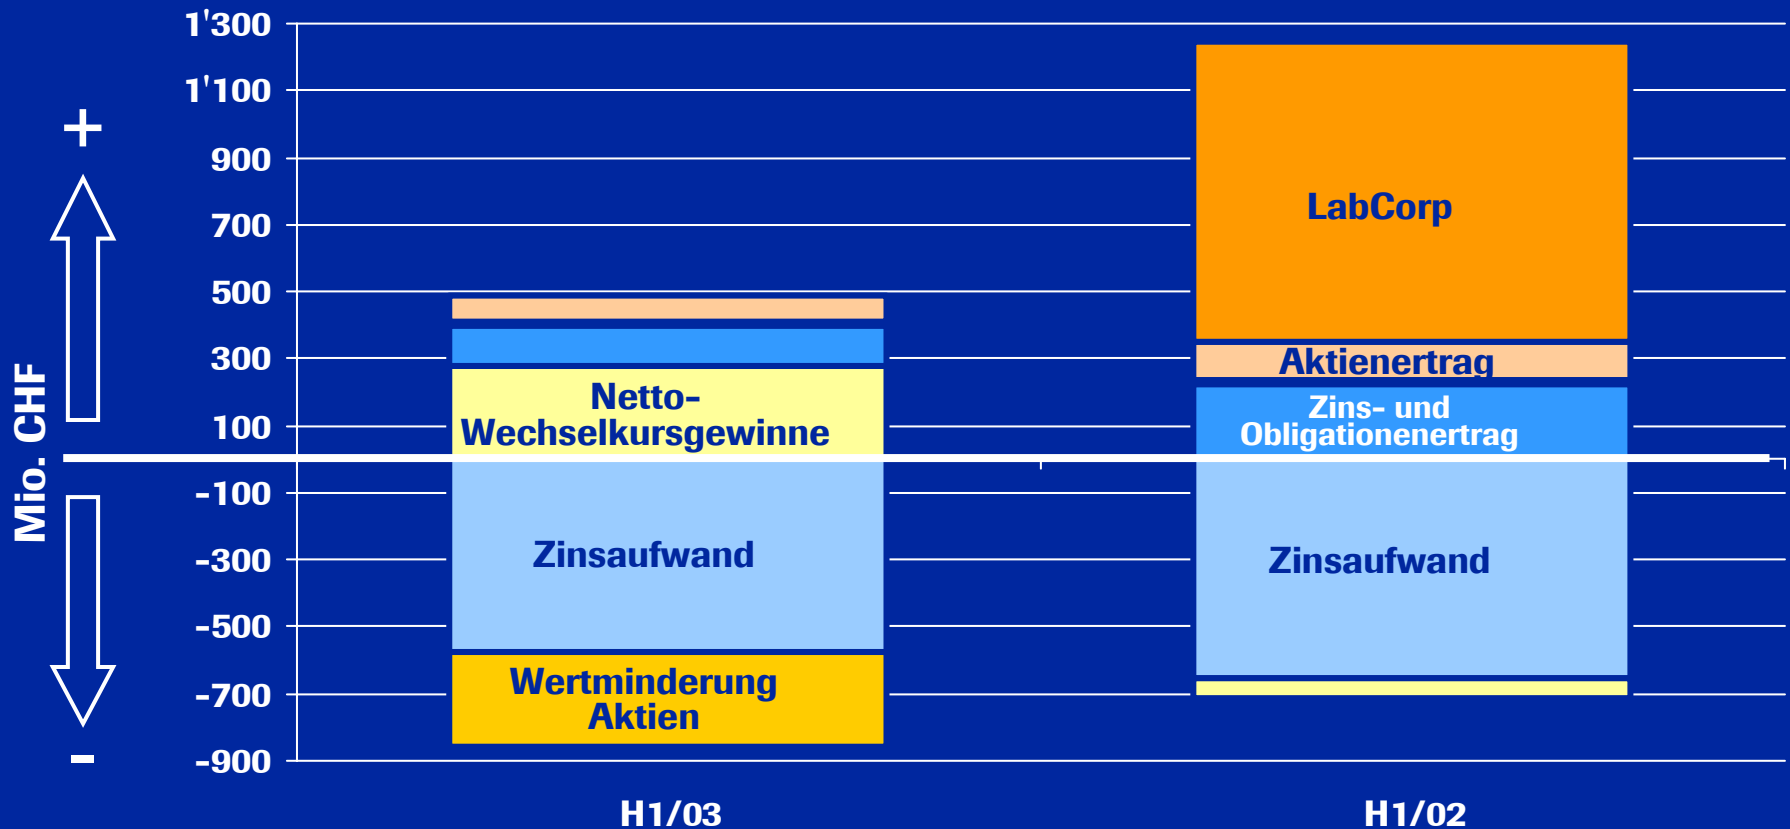 Mio. CHF
+
-
1'300
1'100
900
700
500
300
100
-100
-300
-500
-700
-900
Netto-
Wechselkursgewinne
Zinsaufwand
Wertminderung
Aktien
LabCorp
Aktienertrag
Zins- und
Obligationenertrag
Zinsaufwand
H1/03
H1/02